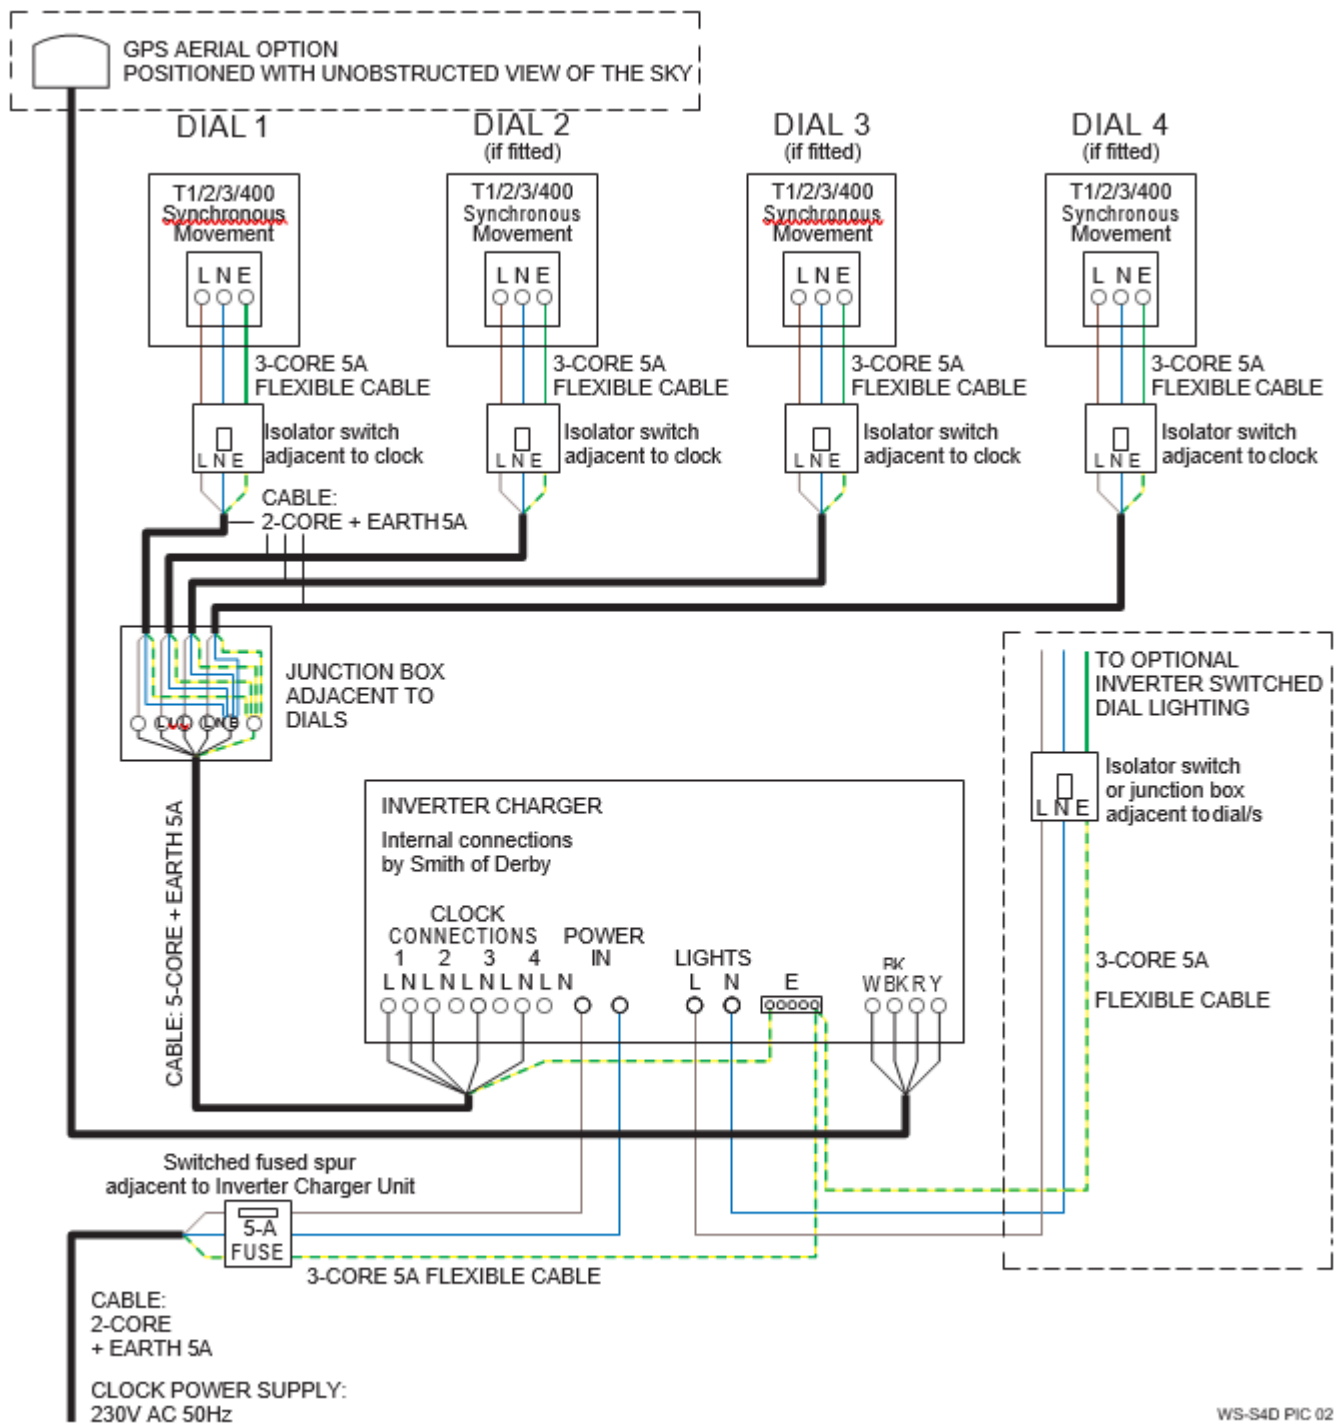 GPS AERIAL OPTION
POSITIONED WITH UNOBSTRUCTED VIEW OF THE SKY
DIAL 1
DIAL 2
(if fitted)
DIAL 3
(if fitted)
DIAL 4
(if fitted)
T1/2/3/400
Synchronous
Movement
L N E
T1/2/3/400
Synchronous
Movement
L N E
T1/2/3/400
Synchronous
Movement
L N E
T1/2/3/400
Synchronous
Movement
L N E
3-CORE 5A
FLEXIBLE CABLE
3-CORE 5A
FLEXIBLE CABLE
3-CORE 5A
FLEXIBLE CABLE
3-CORE 5A
FLEXIBLE CABLE
Isolator switch
adjacent to clock
L N E
Isolator switch
adjacent to clock
L N E
Isolator switch
adjacent to clock
L N E
Isolator switch
adjacent to clock
L N E
CABLE:
2-CORE + EARTH 5A
JUNCTION BOX
ADJACENT TO
DIALS
L L L L N E
CABLE: 5-CORE + EARTH 5A
TO OPTIONAL
INVERTER SWITCHED
DIAL LIGHTING
Isolator switch
or junction box
adjacent to dial/s
L N E
3-CORE 5A
FLEXIBLE CABLE
INVERTER CHARGER
Internal connections
by Smith of Derby
CLOCK
CONNECTIONS
1 2 3 4
L N L N L N L N L N
POWER
IN
LIGHTS
L N
E
BK
W BK R Y
Switched fused spur
adjacent to Inverter Charger Unit
5-A
FUSE
3-CORE 5A FLEXIBLE CABLE
CABLE:
2-CORE
+ EARTH 5A
CLOCK POWER SUPPLY:
230V AC 50Hz
WS-S4D PIC 02